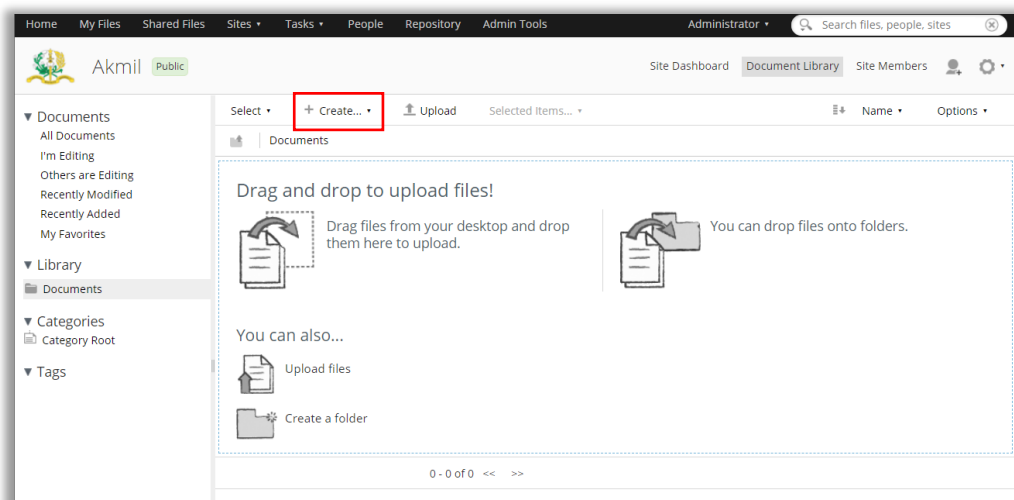 Home My Files Shared Files Sites Tasks People Repository Admin Tools Administrator Search files, people, sites
Akmil Public Site Dashboard Document Library Site Members
Documents
All Documents
I'm Editing
Others are Editing
Recently Modified
Recently Added
My Favorites
Library
Documents
Categories
Category Root
Tags
Select + Create... Upload Selected Items... Name Options
Documents
Drag and drop to upload files!
Drag files from your desktop and drop
them here to upload.
You can drop files onto folders.
You can also...
Upload files
Create a folder
0 - 0 of 0 << >>